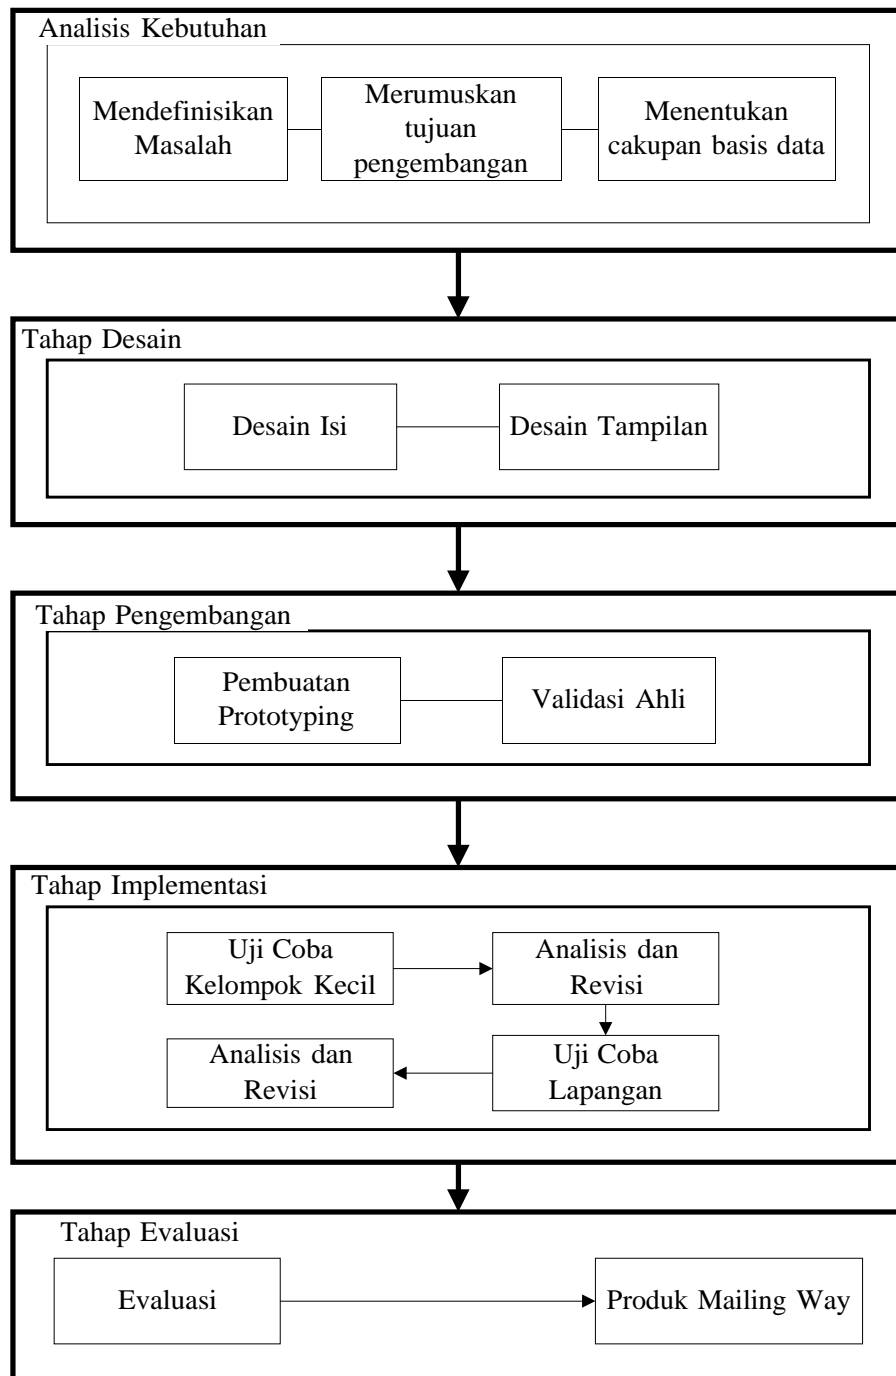 Analisis Kebutuhan
Mendefinisikan
Masalah
Merumuskan
tujuan
pengembangan
Menentukan
cakupan basis data
Tahap Desain
Desain Isi
Desain Tampilan
Tahap Pengembangan
Pembuatan
Prototyping
Validasi Ahli
Tahap Implementasi
Uji Coba
Kelompok Kecil
Analisis dan
Revisi
Uji Coba
Lapangan
Analisis dan
Revisi
Tahap Evaluasi
Evaluasi
Produk Mailing Way